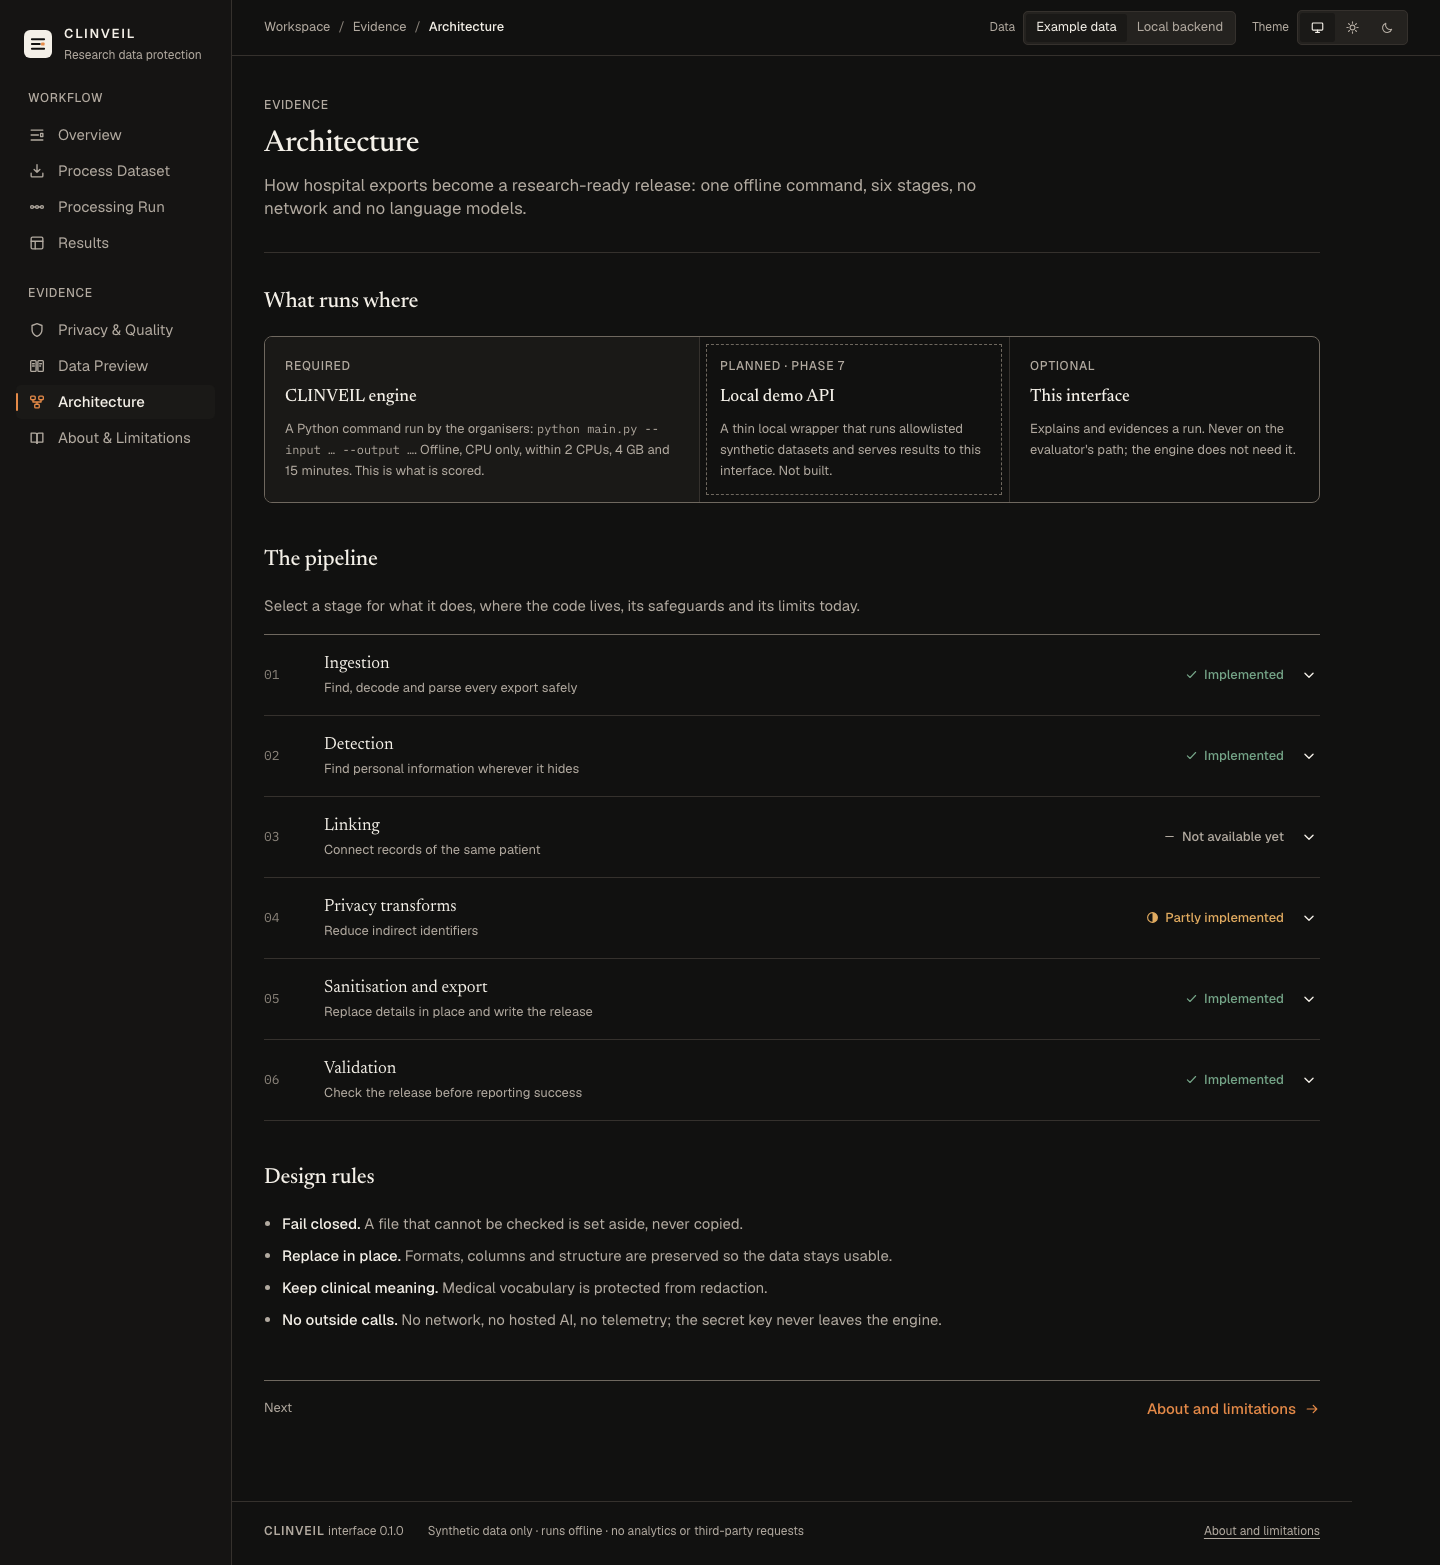 CLINVEIL
Research data protection
WORKFLOW
Overview
Process Dataset
Processing Run
Results
EVIDENCE
Privacy & Quality
Data Preview
Architecture
About & Limitations
Workspace / Evidence / Architecture
Data Example data Local backend Theme
EVIDENCE
Architecture
How hospital exports become a research-ready release: one offline command, six stages, no
network and no language models.
What runs where
REQUIRED
CLINVEIL engine
A Python command run by the organisers: python main.py --
input … --output …. Offline, CPU only, within 2 CPUs, 4 GB and
15 minutes. This is what is scored.
PLANNED · PHASE 7
Local demo API
A thin local wrapper that runs allowlisted
synthetic datasets and serves results to this
interface. Not built.
OPTIONAL
This interface
Explains and evidences a run. Never on the
evaluator's path; the engine does not need it.
The pipeline
Select a stage for what it does, where the code lives, its safeguards and its limits today.
01
Ingestion
Find, decode and parse every export safely
Implemented
02
Detection
Find personal information wherever it hides
Implemented
03
Linking
Connect records of the same patient
Not available yet
04
Privacy transforms
Reduce indirect identifiers
Partly implemented
05
Sanitisation and export
Replace details in place and write the release
Implemented
06
Validation
Check the release before reporting success
Implemented
Design rules
• Fail closed. A file that cannot be checked is set aside, never copied.
• Replace in place. Formats, columns and structure are preserved so the data stays usable.
• Keep clinical meaning. Medical vocabulary is protected from redaction.
• No outside calls. No network, no hosted AI, no telemetry; the secret key never leaves the engine.
Next
About and limitations →
CLINVEIL interface 0.1.0 Synthetic data only · runs offline · no analytics or third-party requests
About and limitations